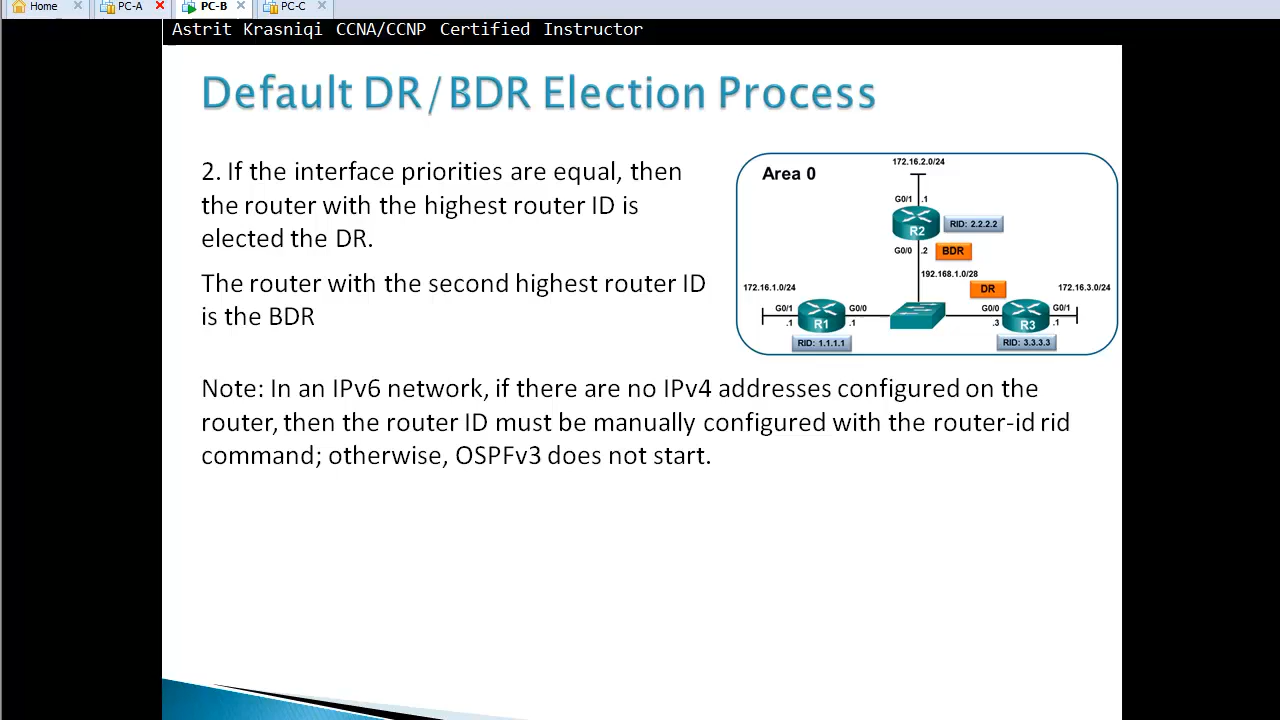 Home
PC-A
PC-B
PC-C
Astrit Krasniqi CCNA/CCNP Certified Instructor
Default DR/BDR Election Process
2. If the interface priorities are equal, then
the router with the highest router ID is
elected the DR.
The router with the second highest router ID
is the BDR
Area 0
172.16.2.0/24
G0/1 .1
R2
RID: 2.2.2.2
G0/0 .2
BDR
192.168.1.0/28
172.16.1.0/24
DR
172.16.3.0/24
G0/1 G0/0 G0/0 G0/1
.1 R1 .1 .3 R3 .1
RID: 1.1.1.1
RID: 3.3.3.3
Note: In an IPv6 network, if there are no IPv4 addresses configured on the
router, then the router ID must be manually configured with the router-id rid
command; otherwise, OSPFv3 does not start.